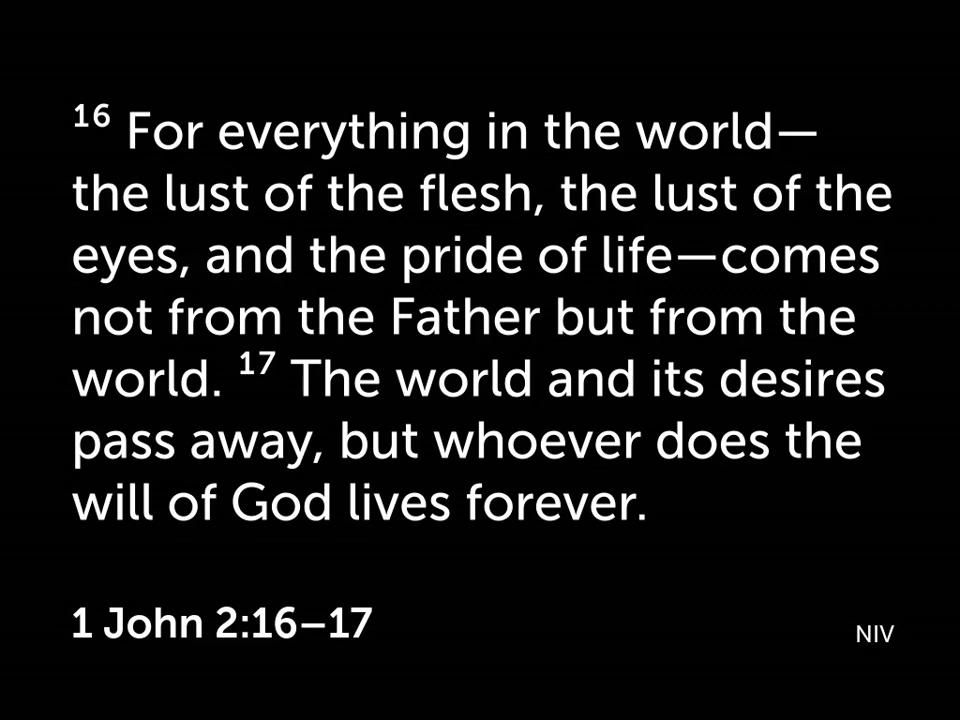 ¹⁶ For everything in the world—
the lust of the flesh, the lust of the
eyes, and the pride of life—comes
not from the Father but from the
world. ¹⁷ The world and its desires
pass away, but whoever does the
will of God lives forever.
1 John 2:16–17
NIV